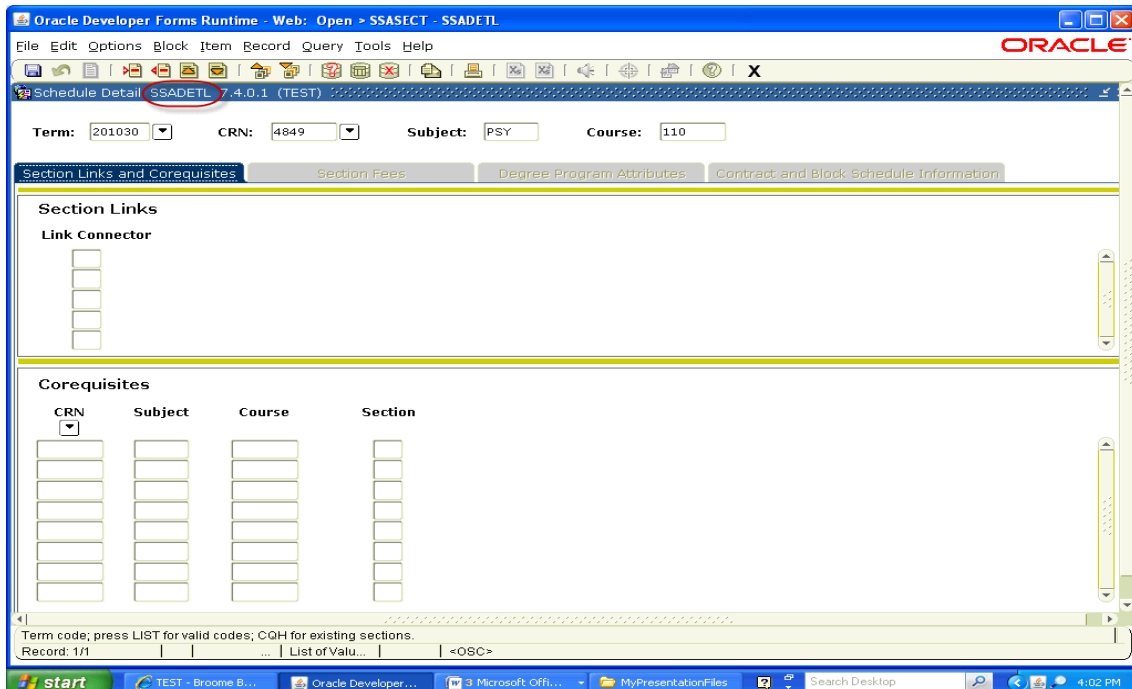 Oracle Developer Forms Runtime - Web: Open > SSASECT - SSADETL
File Edit Options Block Item Record Query Tools Help
ORACLE
X
Schedule Detail SSADETL 7.4.0.1 (TEST)
Term: 201030 CRN: 4849 Subject: PSY Course: 110
Section Links and Corequisites Section Fees Degree Program Attributes Contract and Block Schedule Information
Section Links
Link Connector
Corequisites
CRN Subject Course Section
Term code; press LIST for valid codes; CQH for existing sections.
Record: 1/1 ... List of Valu... <OSC>
start TEST - Broome B... Oracle Developer... 3 Microsoft Offi... MyPresentationFiles Search Desktop 4:02 PM